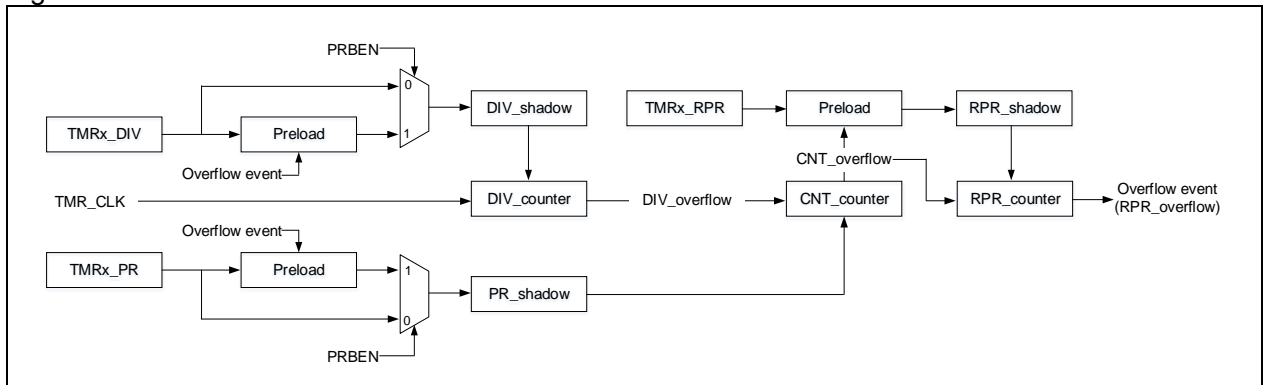 PRBEN
0
DIV_shadow
TMRx_RPR
Preload
RPR_shadow
TMRx_DIV
Preload
1
Overflow event
CNT_overflow
TMR_CLK
DIV_counter
DIV_overflow
CNT_counter
RPR_counter
Overflow event
(RPR_overflow)
Overflow event
TMRx_PR
Preload
1
PR_shadow
0
PRBEN